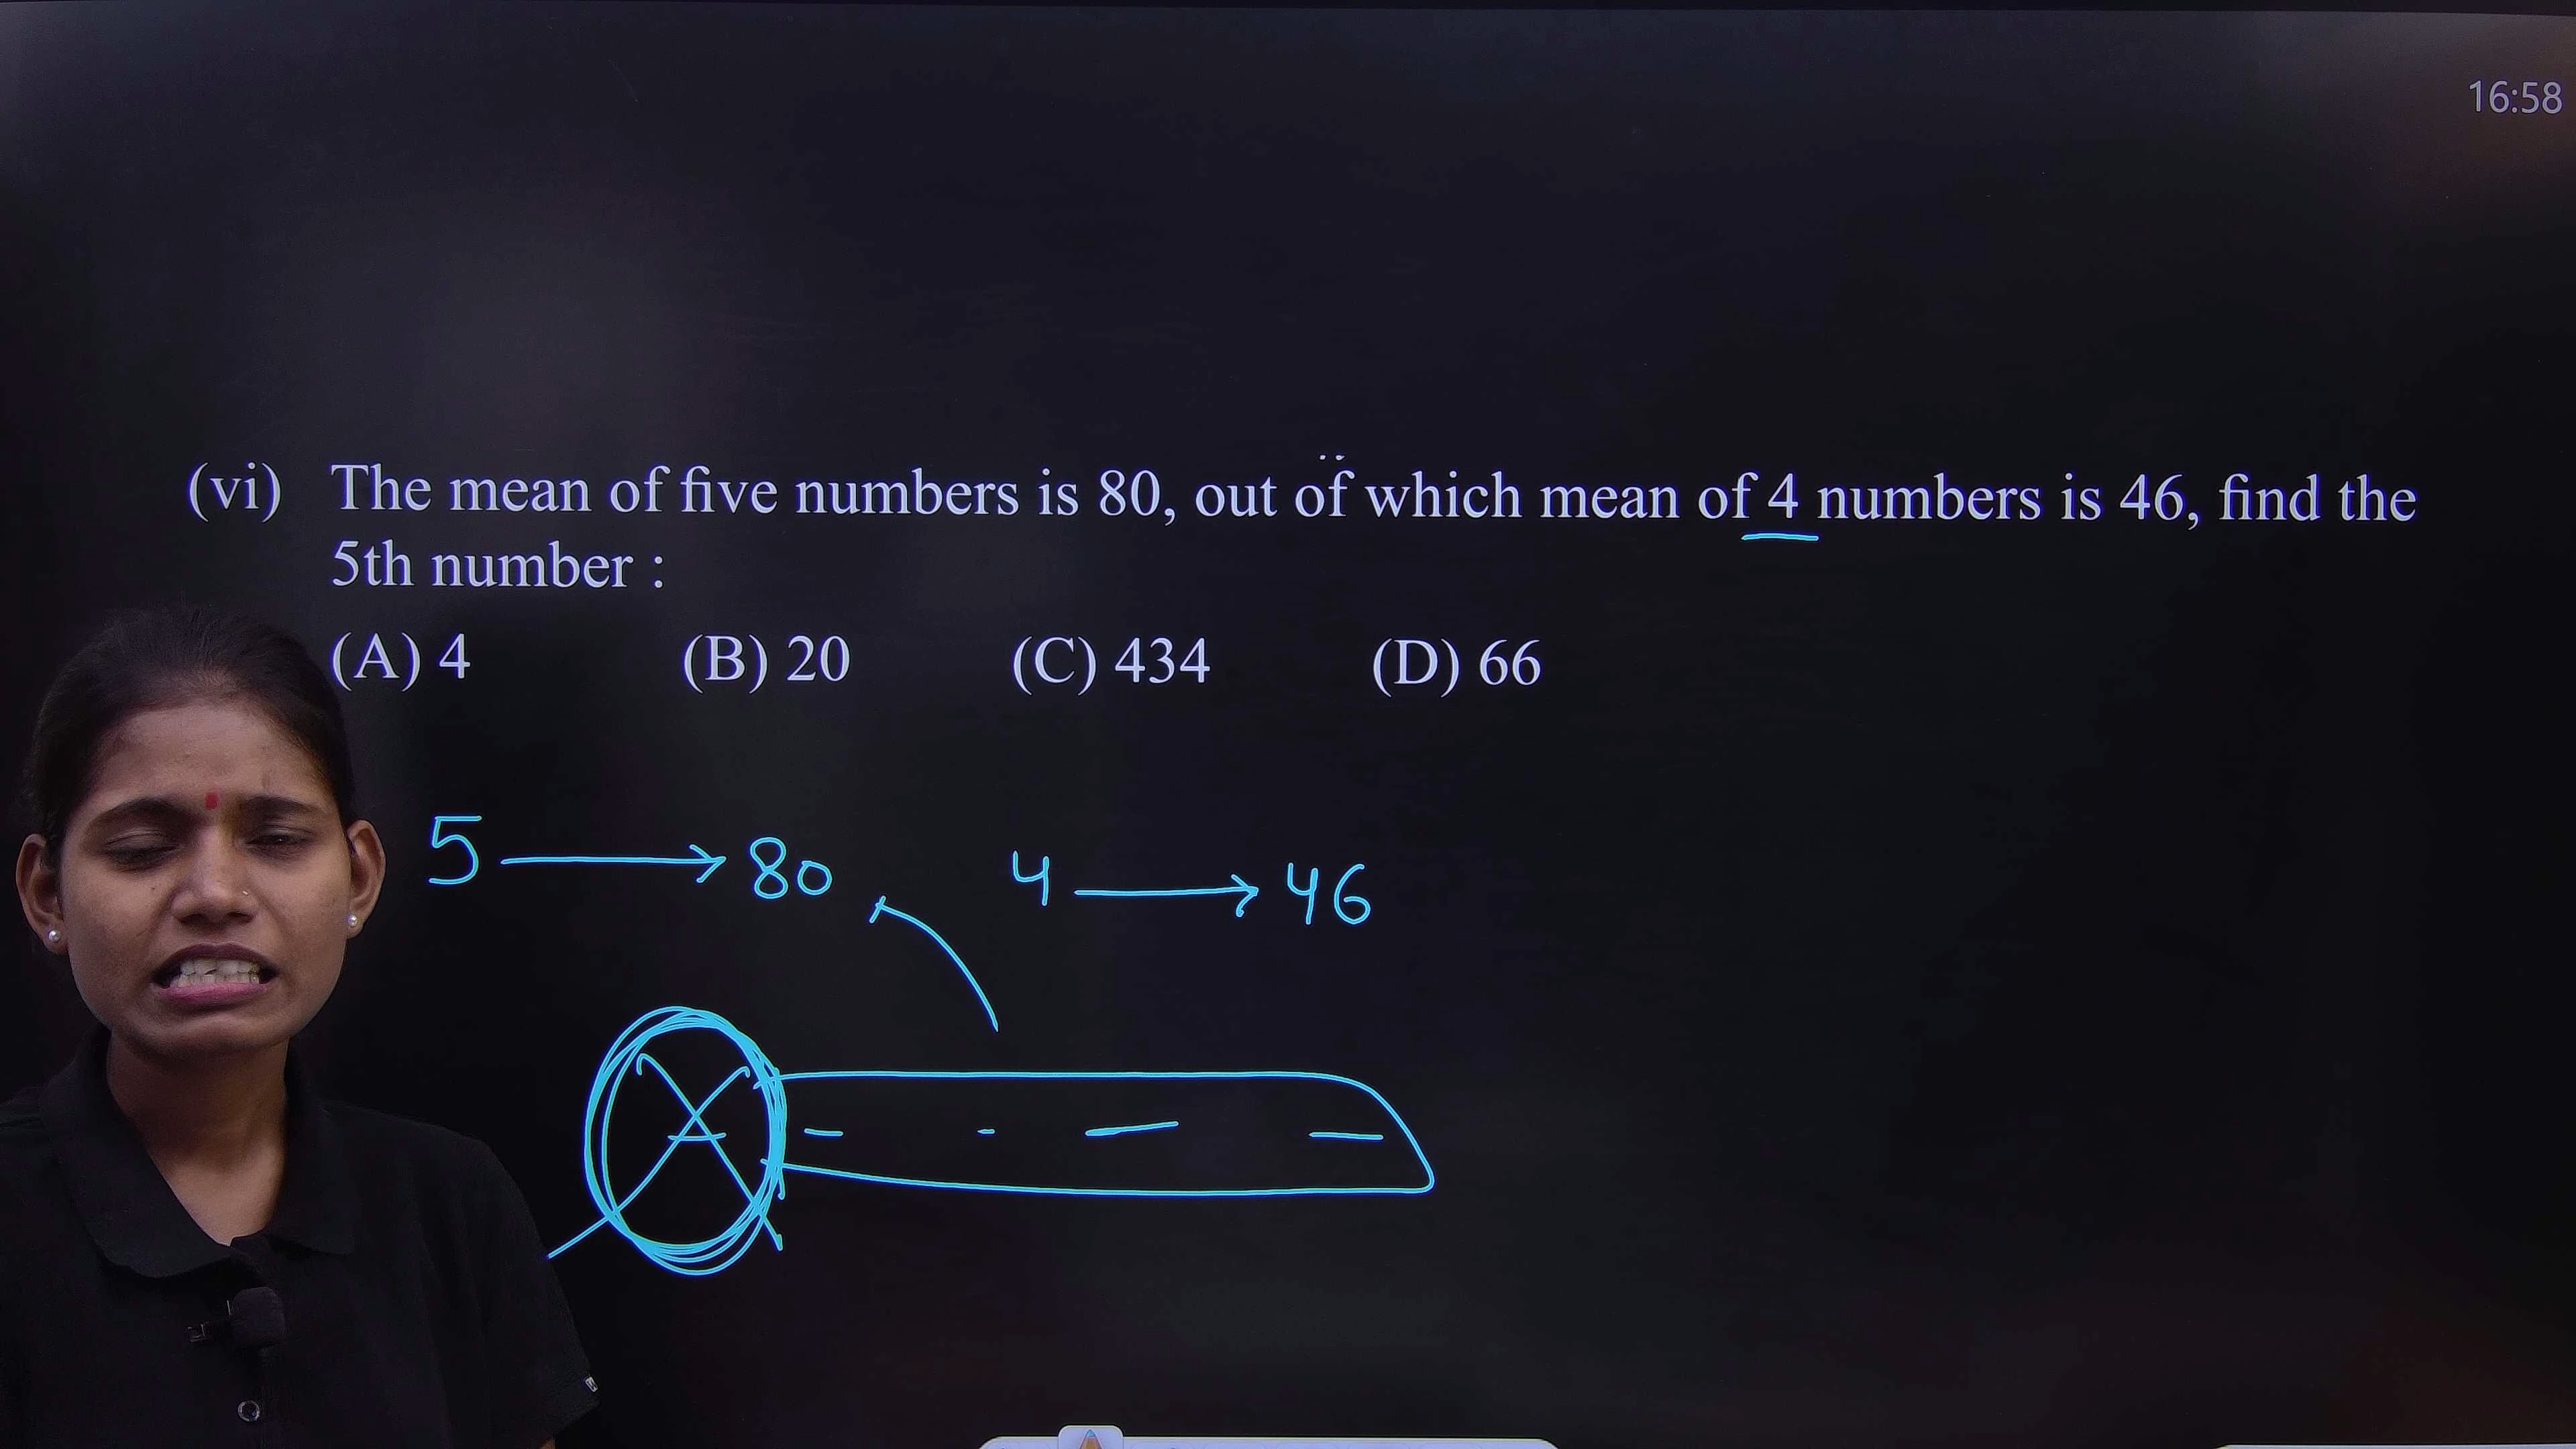 16:58
(vi) The mean of five numbers is 80, out of which mean of 4 numbers is 46, find the
5th number :
(A) 4 (B) 20 (C) 434 (D) 66
5 → 80 4 → 46